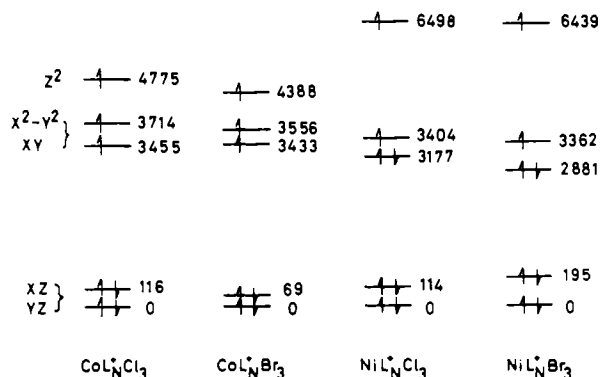 6498
6439
Z² 4775
4388
X²-Y² 3714
3556
3404
3362
XY 3455
3433
3177
2881
XZ 116
69
114
195
YZ 0
0
0
0
CoL⁺NCl₃ CoL⁺NBr₃ NiL⁺NCl₃ NiL⁺NBr₃